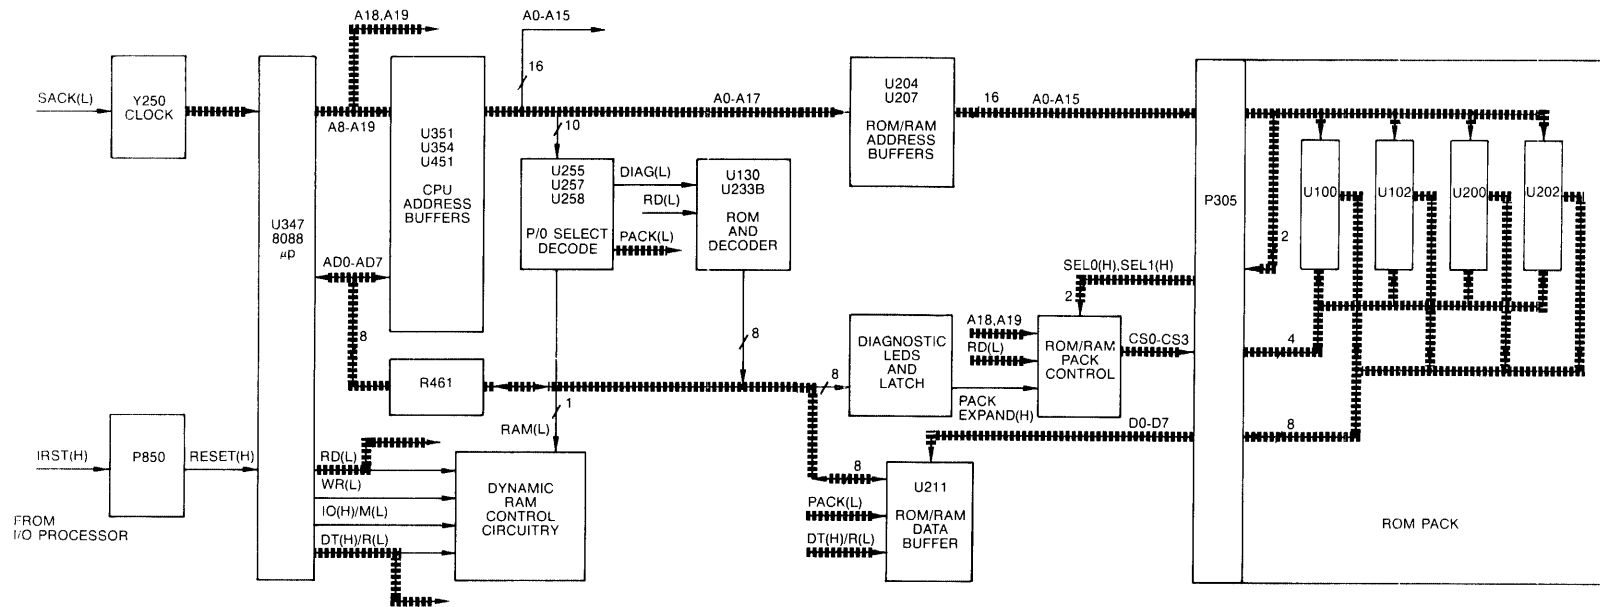 A18,A19
A0-A15
16
SACK(L)
Y250
CLOCK
A8-A19
U351
U354
U451
CPU
ADDRESS
BUFFERS
A0-A17
10
U204
U207
ROM/RAM
ADDRESS
BUFFERS
16
A0-A15
P305
U100
U102
U200
U202
2
U347
8088
µp
AD0-AD7
8
U255
U257
U258
P/0 SELECT
DECODE
DIAG(L)
RD(L)
PACK(L)
U130
U233B
ROM
AND
DECODER
8
SEL0(H),SEL1(H)
2
A18,A19
RD(L)
ROM/RAM
PACK
CONTROL
CS0-CS3
4
R461
8
DIAGNOSTIC
LEDS
AND
LATCH
PACK
EXPAND(H)
1
RAM(L)
D0-D7
8
IRST(H)
P850
RESET(H)
RD(L)
WR(L)
IO(H)/M(L)
DT(H)/R(L)
DYNAMIC
RAM
CONTROL
CIRCUITRY
8
PACK(L)
DT(H)/R(L)
U211
ROM/RAM
DATA
BUFFER
ROM PACK
FROM
I/O PROCESSOR